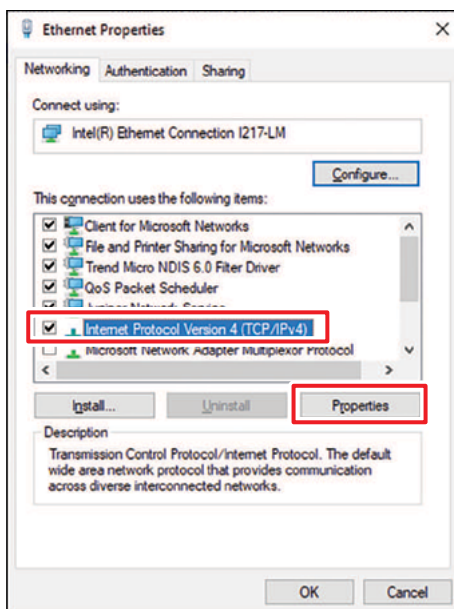 Ethernet Properties
Networking Authentication Sharing
Connect using:
Intel(R) Ethernet Connection I217-LM
Configure...
This connection uses the following items:
Client for Microsoft Networks
File and Printer Sharing for Microsoft Networks
Trend Micro NDIS 6.0 Filter Driver
QoS Packet Scheduler
Juniper Network Service
Internet Protocol Version 4 (TCP/IPv4)
Microsoft Network Adapter Multiplexor Protocol
Install... Uninstall Properties
Description
Transmission Control Protocol/Internet Protocol. The default
wide area network protocol that provides communication
across diverse interconnected networks.
OK Cancel